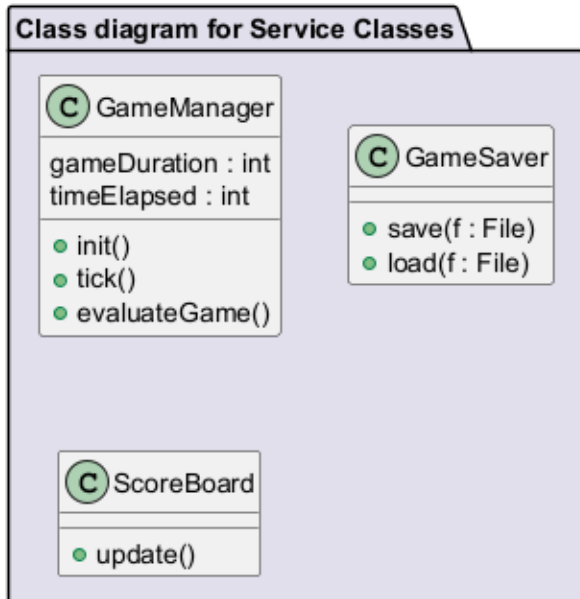 Class diagram for Service Classes
C GameManager
gameDuration : int
timeElapsed : int
init()
tick()
evaluateGame()
C GameSaver
save(f : File)
load(f : File)
C ScoreBoard
update()